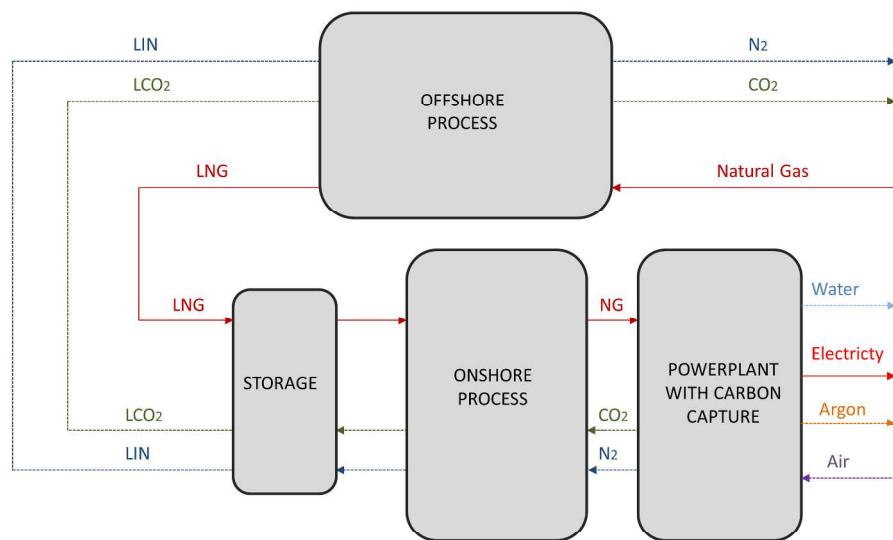 LIN
N2
LCO2
CO2
OFFSHORE
PROCESS
LNG
Natural Gas
LNG
NG
Water
STORAGE
ONSHORE
PROCESS
POWERPLANT
WITH CARBON
CAPTURE
Electricty
LCO2
CO2
Argon
LIN
N2
Air